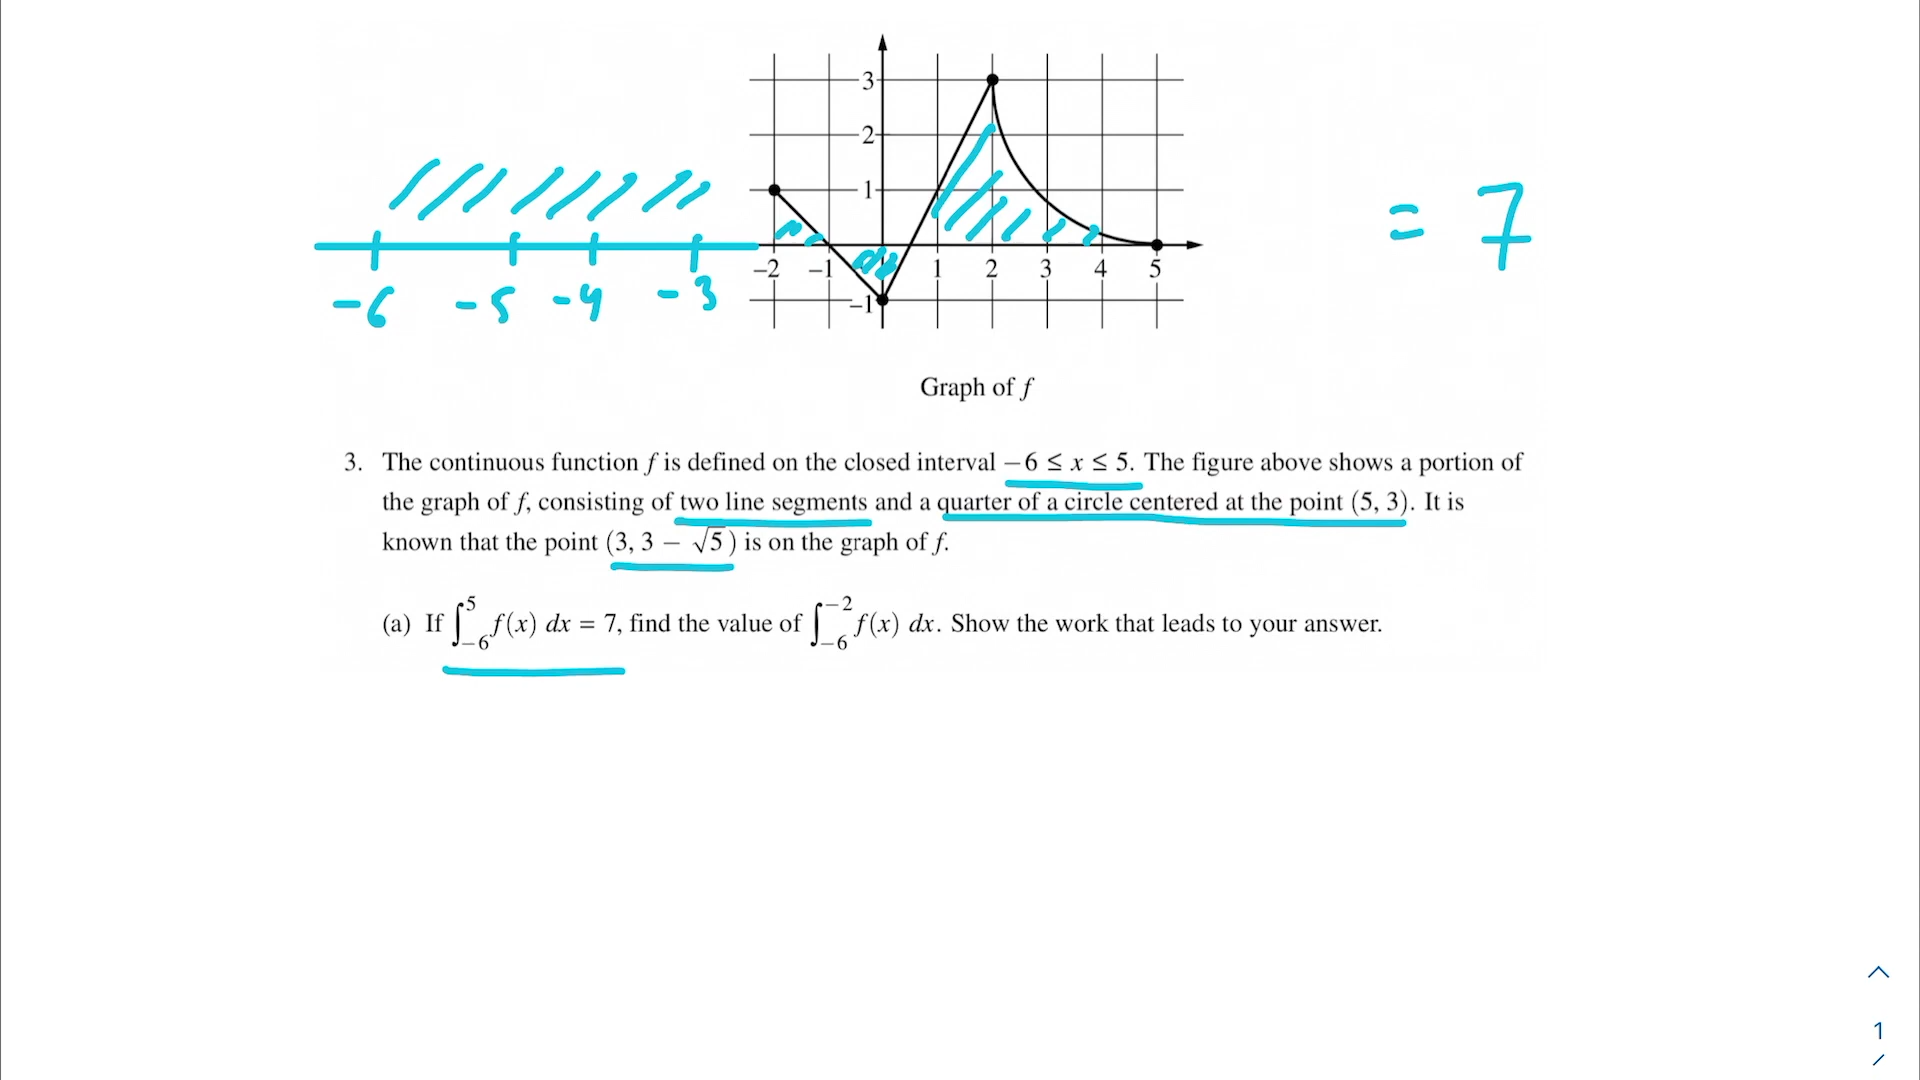 3
2
= 7
1
-2 -1 1 2 3 4 5
-6 -5 -4 -3
-1
Graph of f
3. The continuous function f is defined on the closed interval −6 ≤ x ≤ 5. The figure above shows a portion of
the graph of f, consisting of two line segments and a quarter of a circle centered at the point (5, 3). It is
known that the point (3, 3 − √5) is on the graph of f.
(a) If ∫_{−6}^{5} f(x) dx = 7, find the value of ∫_{−6}^{−2} f(x) dx. Show the work that leads to your answer.
1
/